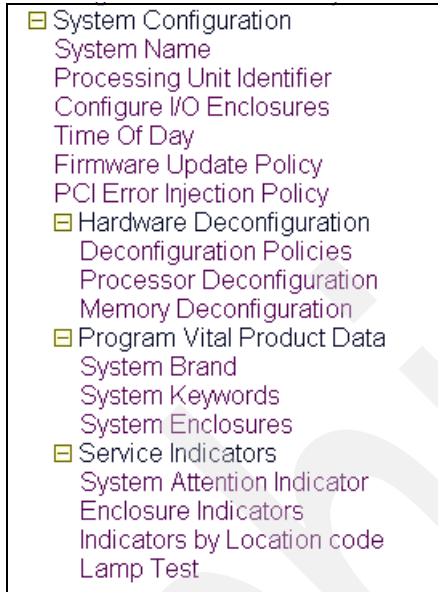 System Configuration
System Name
Processing Unit Identifier
Configure I/O Enclosures
Time Of Day
Firmware Update Policy
PCI Error Injection Policy
Hardware Deconfiguration
Deconfiguration Policies
Processor Deconfiguration
Memory Deconfiguration
Program Vital Product Data
System Brand
System Keywords
System Enclosures
Service Indicators
System Attention Indicator
Enclosure Indicators
Indicators by Location code
Lamp Test